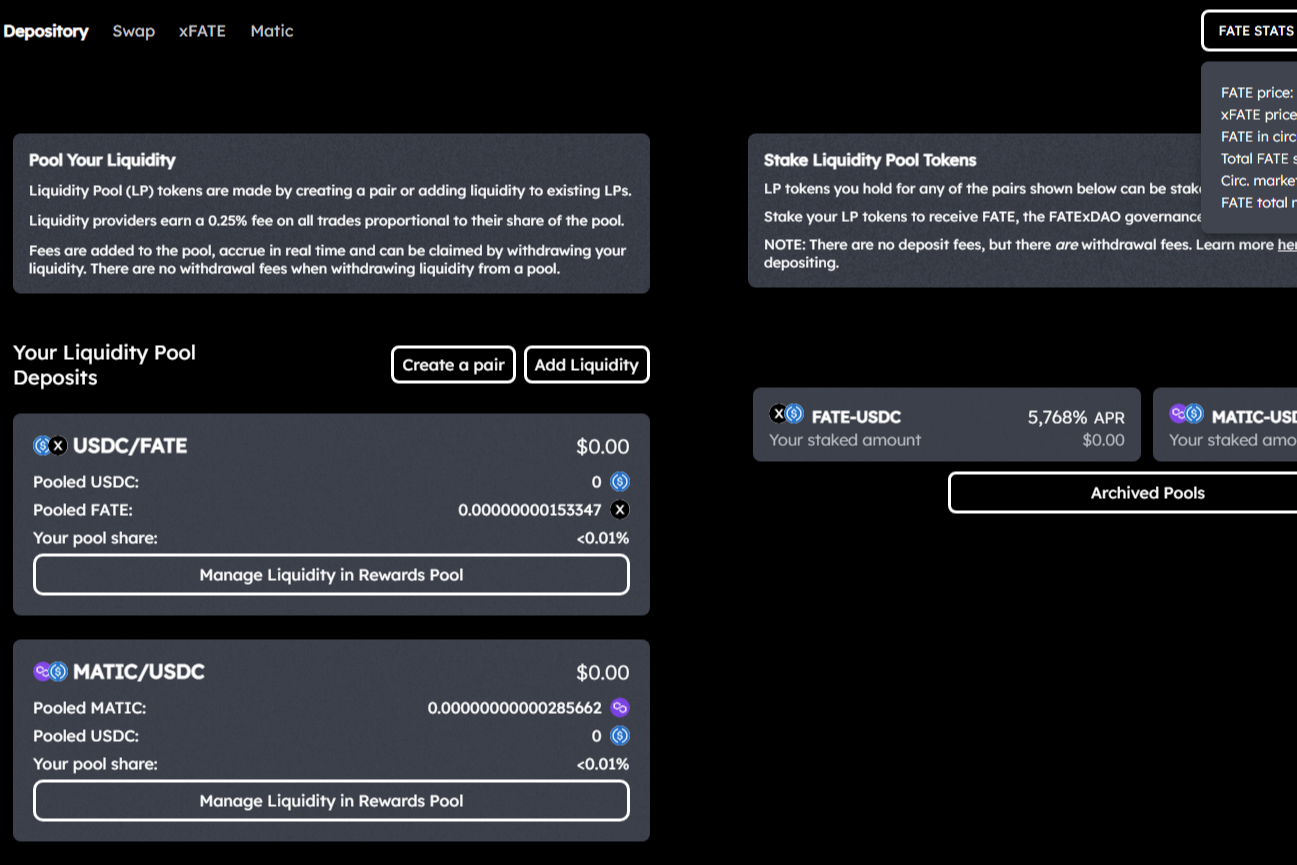 Depository Swap xFATE Matic
FATE STATS
FATE price:
xFATE price
FATE in circ
Total FATE s
Circ. market
FATE total r
Pool Your Liquidity
Liquidity Pool (LP) tokens are made by creating a pair or adding liquidity to existing LPs.
Liquidity providers earn a 0.25% fee on all trades proportional to their share of the pool.
Fees are added to the pool, accrue in real time and can be claimed by withdrawing your
liquidity. There are no withdrawal fees when withdrawing liquidity from a pool.
Stake Liquidity Pool Tokens
LP tokens you hold for any of the pairs shown below can be stak
Stake your LP tokens to receive FATE, the FATExDAO governance
NOTE: There are no deposit fees, but there are withdrawal fees. Learn more her
depositing.
Your Liquidity Pool
Deposits
Create a pair
Add Liquidity
USDC/FATE $0.00
Pooled USDC: 0
Pooled FATE: 0.00000000153347
Your pool share: <0.01%
Manage Liquidity in Rewards Pool
MATIC/USDC $0.00
Pooled MATIC: 0.00000000000285662
Pooled USDC: 0
Your pool share: <0.01%
Manage Liquidity in Rewards Pool
FATE-USDC 5,768% APR
Your staked amount $0.00
MATIC-USD
Your staked amo
Archived Pools